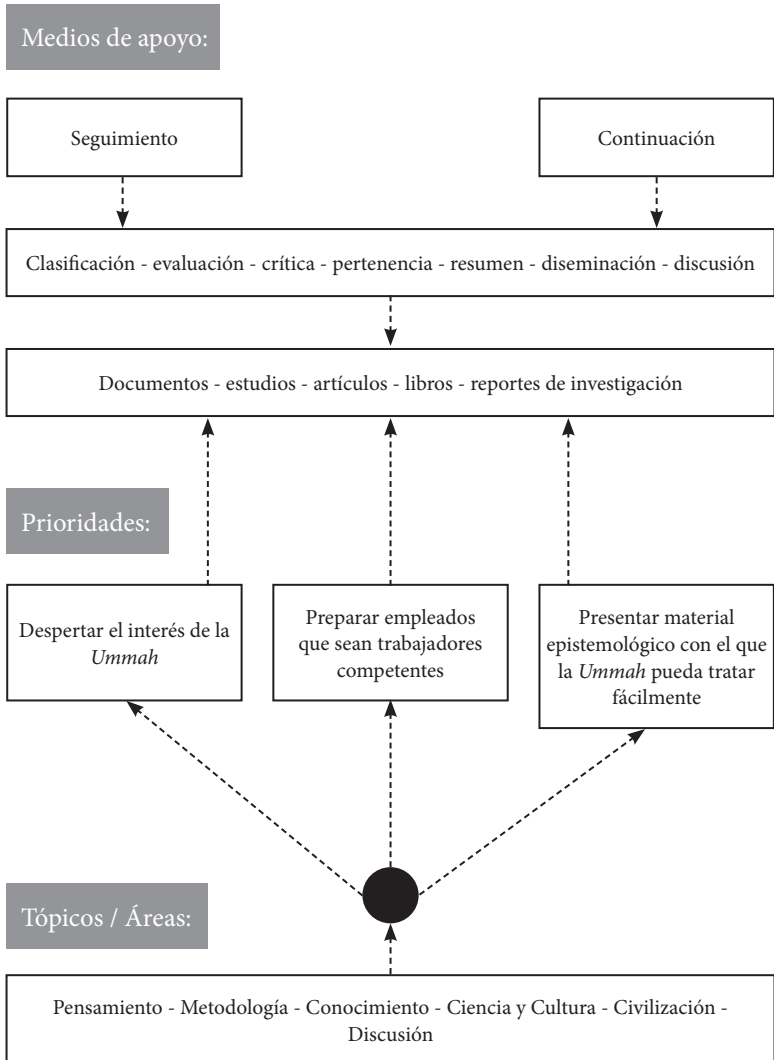 Medios de apoyo:
Seguimiento
Continuación
Clasificación - evaluación - crítica - pertenencia - resumen - diseminación - discusión
Documentos - estudios - artículos - libros - reportes de investigación
Prioridades:
Despertar el interés de la
Ummah
Preparar empleados
que sean trabajadores
competentes
Presentar material
epistemológico con el que
la Ummah pueda tratar
fácilmente
Tópicos / Áreas:
Pensamiento - Metodología - Conocimiento - Ciencia y Cultura - Civilización -
Discusión